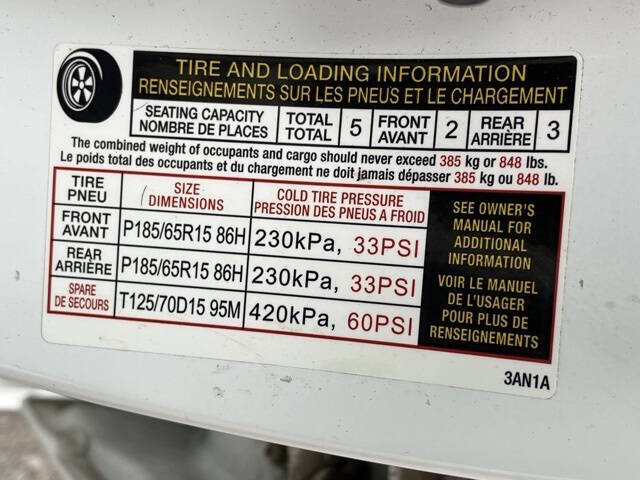 TIRE AND LOADING INFORMATION
RENSEIGNEMENTS SUR LES PNEUS ET LE CHARGEMENT
SEATING CAPACITY
NOMBRE DE PLACES
TOTAL
TOTAL
5
FRONT
AVANT
2
REAR
ARRIÈRE
3
The combined weight of occupants and cargo should never exceed 385 kg or 848 lbs.
Le poids total des occupants et du chargement ne doit jamais dépasser 385 kg ou 848 lb.
TIRE
PNEU
SIZE
DIMENSIONS
COLD TIRE PRESSURE
PRESSION DES PNEUS A FROID
FRONT
AVANT
P185/65R15 86H
230kPa, 33PSI
REAR
ARRIÈRE
P185/65R15 86H
230kPa, 33PSI
SPARE
DE SECOURS
T125/70D15 95M
420kPa, 60PSI
SEE OWNER'S
MANUAL FOR
ADDITIONAL
INFORMATION
VOIR LE MANUEL
DE L'USAGER
POUR PLUS DE
RENSEIGNEMENTS
3AN1A